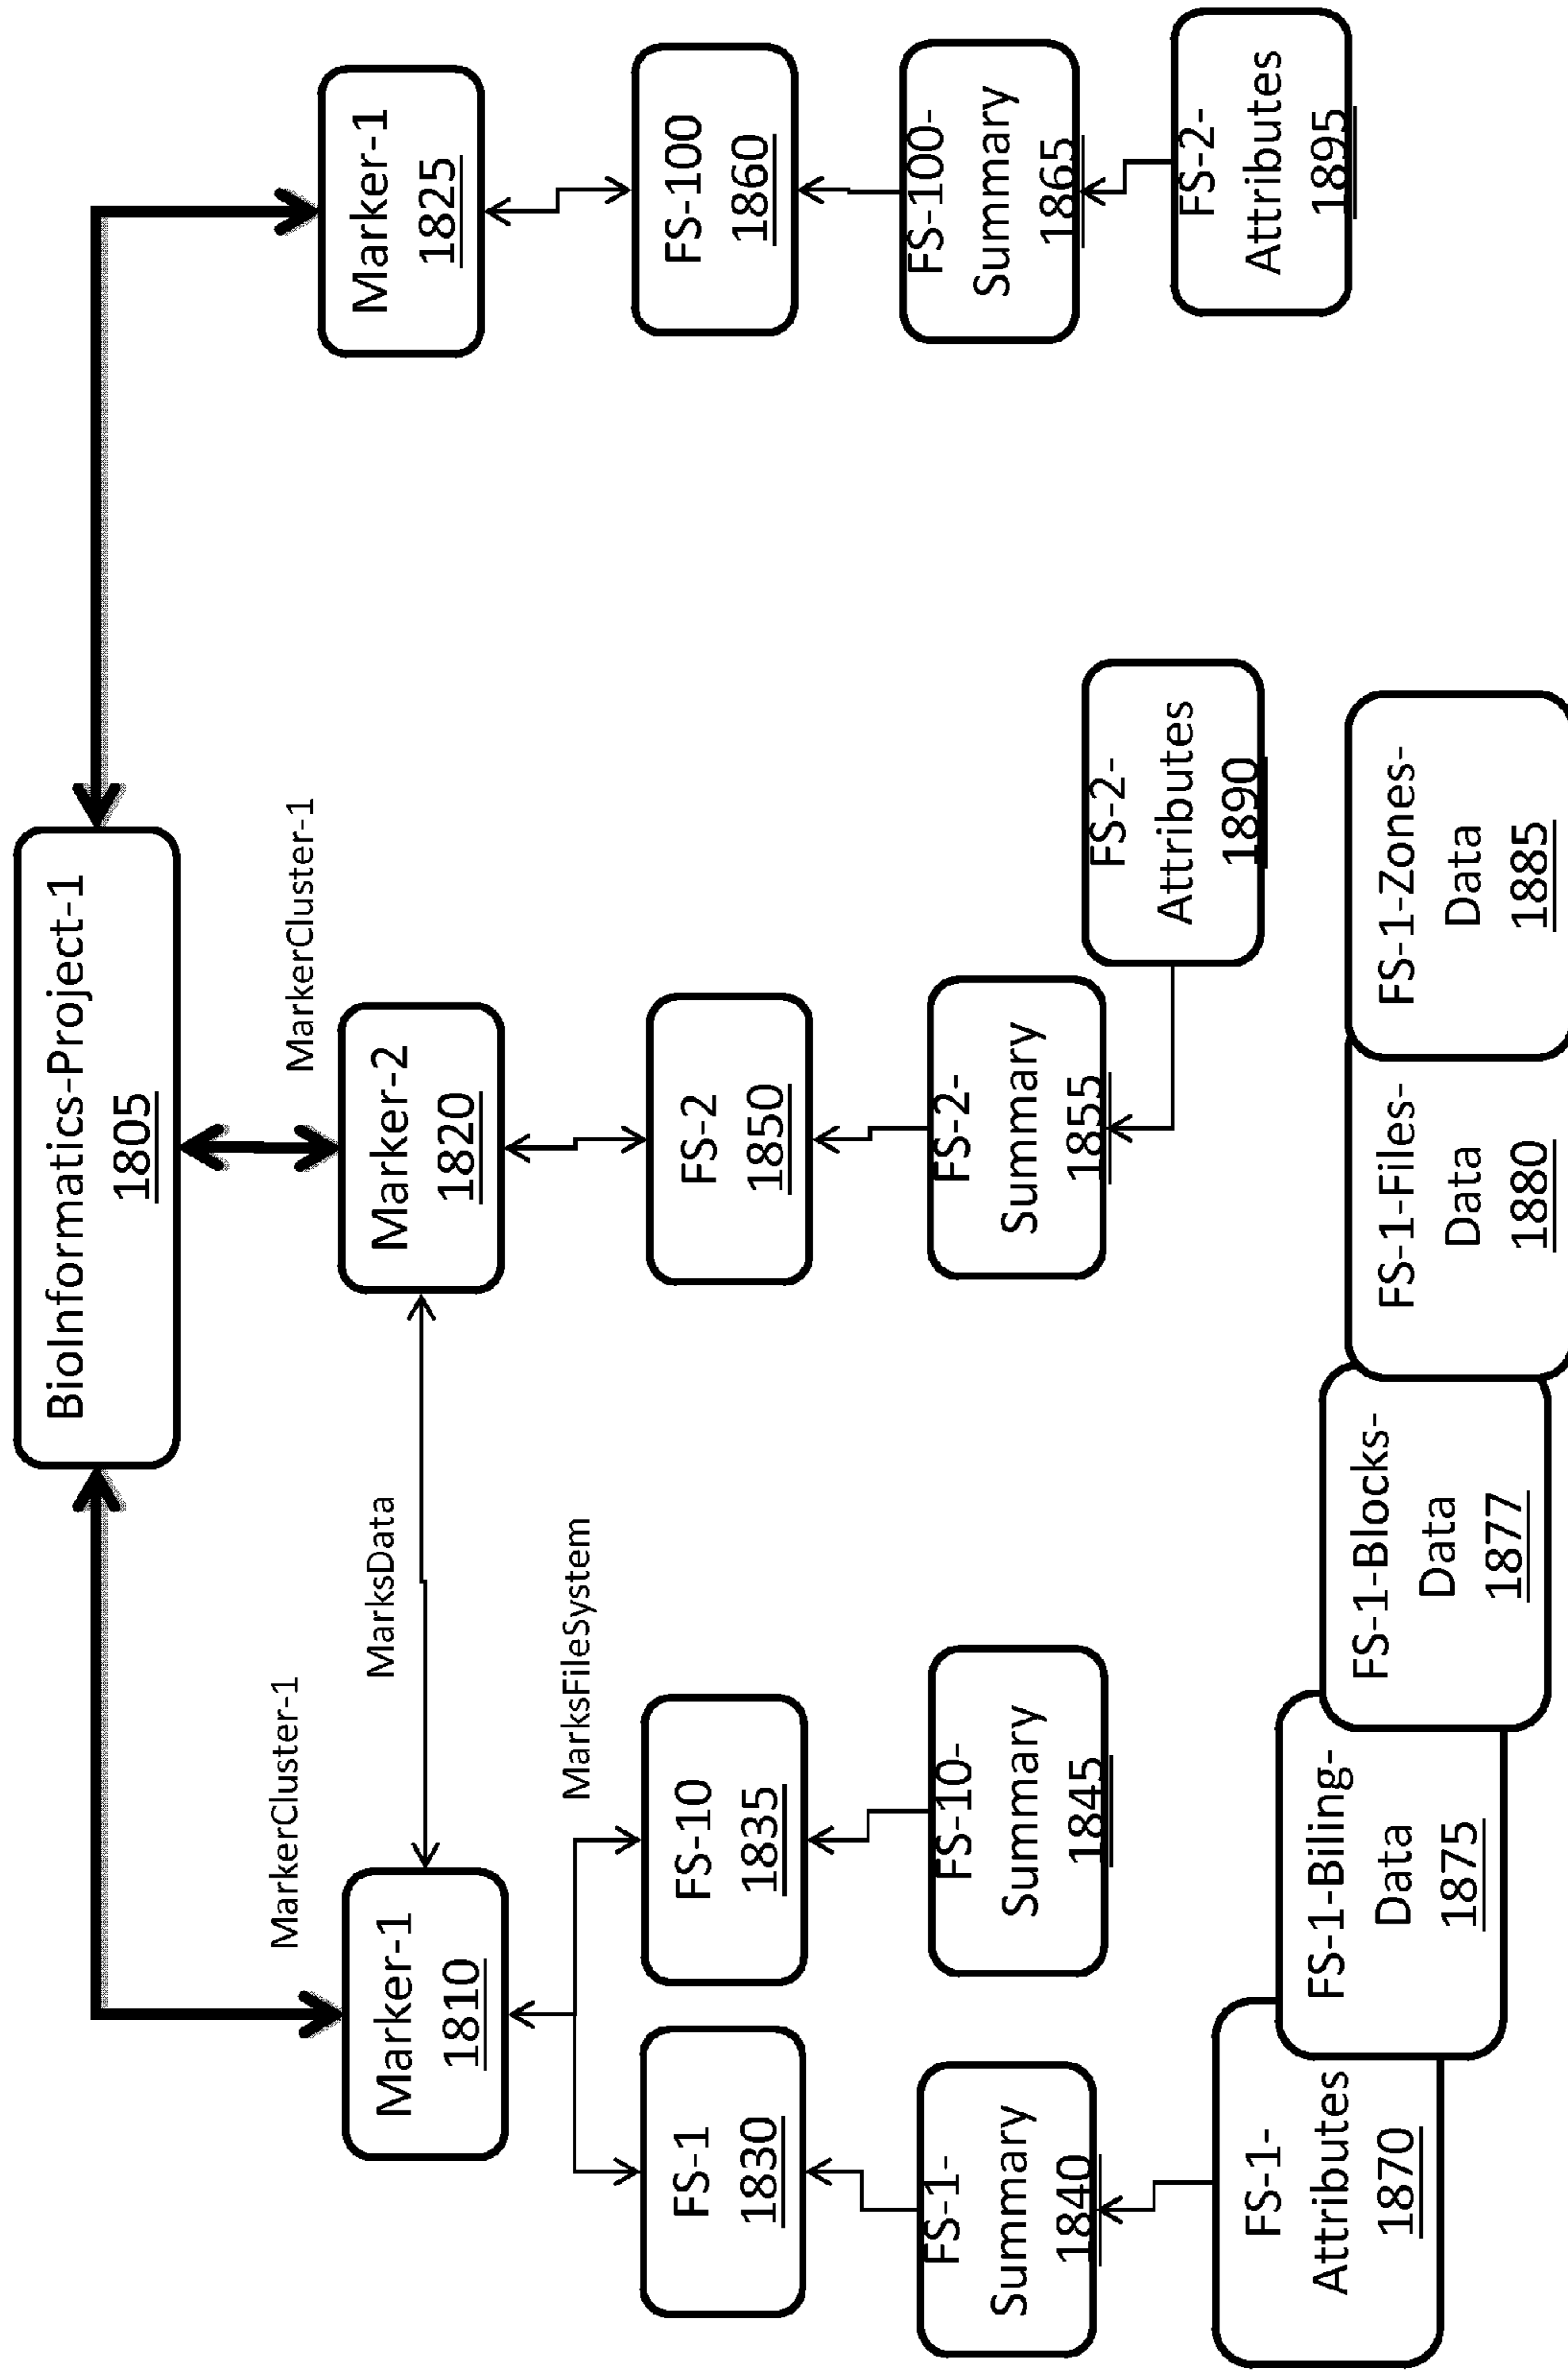 BioInformatics-Project-1
1805
MarkerCluster-1
MarkerCluster-1
MarksData
Marker-1
1810
Marker-2
1820
Marker-1
1825
MarksFileSystem
FS-1
1830
FS-10
1835
FS-2
1850
FS-100
1860
FS-1-
Summary
1840
FS-10-
Summary
1845
FS-2-
Summary
1855
FS-100-
Summary
1865
FS-1-
Attributes
1870
FS-1-Biling-
Data
1875
FS-1-Blocks-
Data
1877
FS-1-Files-
Data
1880
FS-1-Zones-
Data
1885
FS-2-
Attributes
1890
FS-2-
Attributes
1895